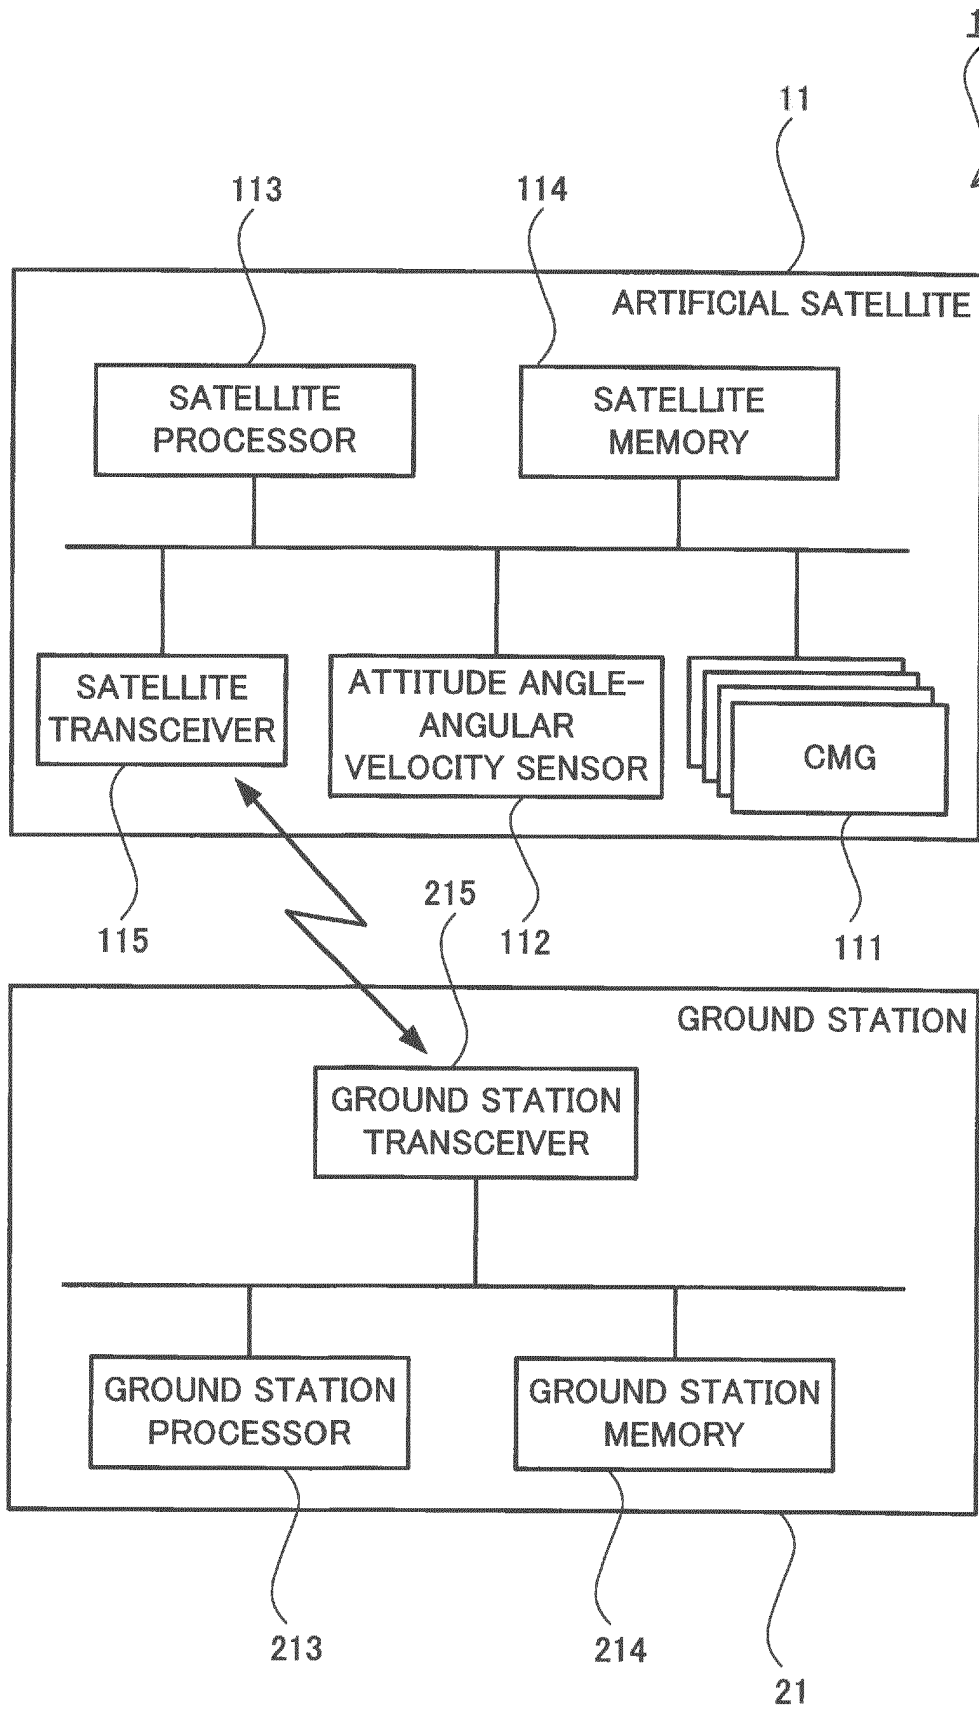 11
113
114
ARTIFICIAL SATELLITE
SATELLITE
PROCESSOR
SATELLITE
MEMORY
SATELLITE
TRANSCEIVER
ATTITUDE ANGLE-
ANGULAR
VELOCITY SENSOR
CMG
115
215
112
111
GROUND STATION
GROUND STATION
TRANSCEIVER
GROUND STATION
PROCESSOR
GROUND STATION
MEMORY
213
214
21